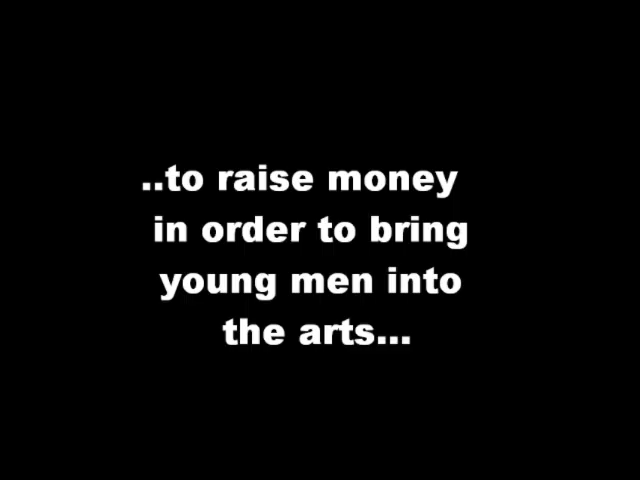 ..to raise money
in order to bring
young men into
the arts...